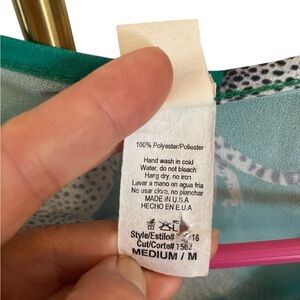 100% Polyester/Poliester
Hand wash in cold
Water, do not bleach
Hang dry, no iron
Lavar a mano en agua fria
No usar cloro, no planchar
MADE IN U.S.A
HECHO EN E.U.A
Style/Estilo#
Cut/Corte# 7562
MEDIUM / M